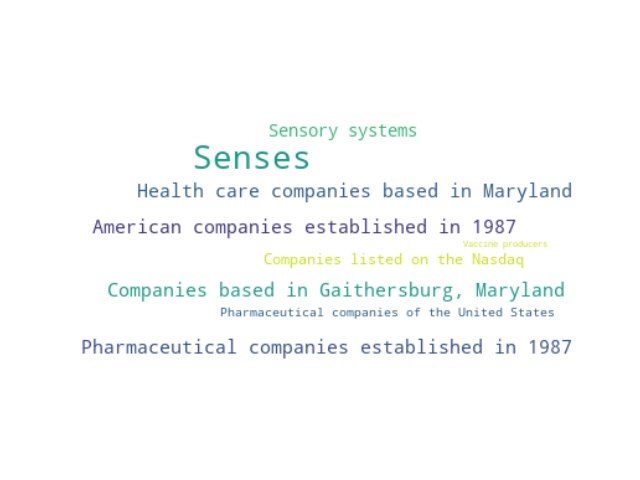 Sensory systems
Senses
Health care companies based in Maryland
American companies established in 1987
Vaccine producers
Companies listed on the Nasdaq
Companies based in Gaithersburg, Maryland
Pharmaceutical companies of the United States
Pharmaceutical companies established in 1987